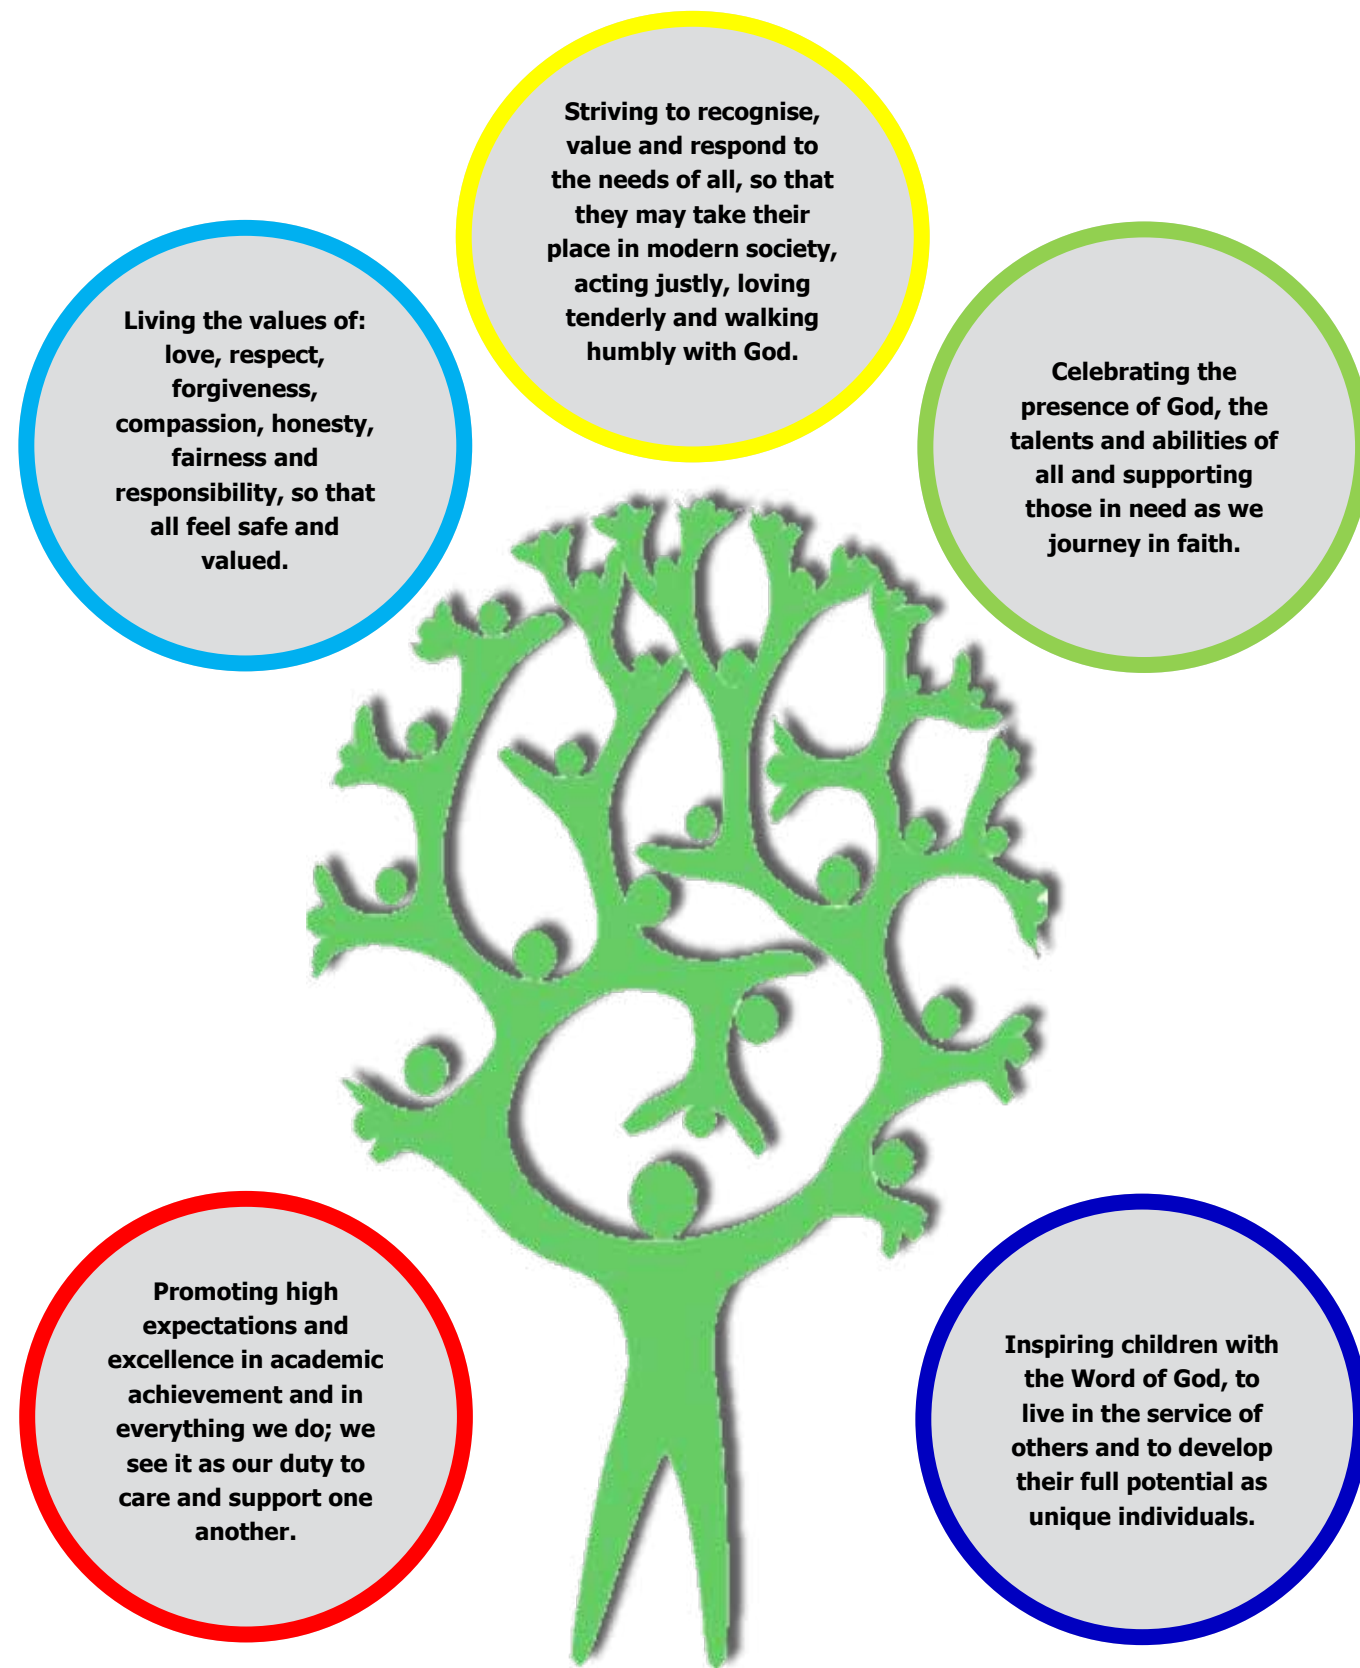 Striving to recognise,
value and respond to
the needs of all, so that
they may take their
place in modern society,
acting justly, loving
tenderly and walking
humbly with God.
Living the values of:
love, respect,
forgiveness,
compassion, honesty,
fairness and
responsibility, so that
all feel safe and
valued.
Celebrating the
presence of God, the
talents and abilities of
all and supporting
those in need as we
journey in faith.
Promoting high
expectations and
excellence in academic
achievement and in
everything we do; we
see it as our duty to
care and support one
another.
Inspiring children with
the Word of God, to
live in the service of
others and to develop
their full potential as
unique individuals.